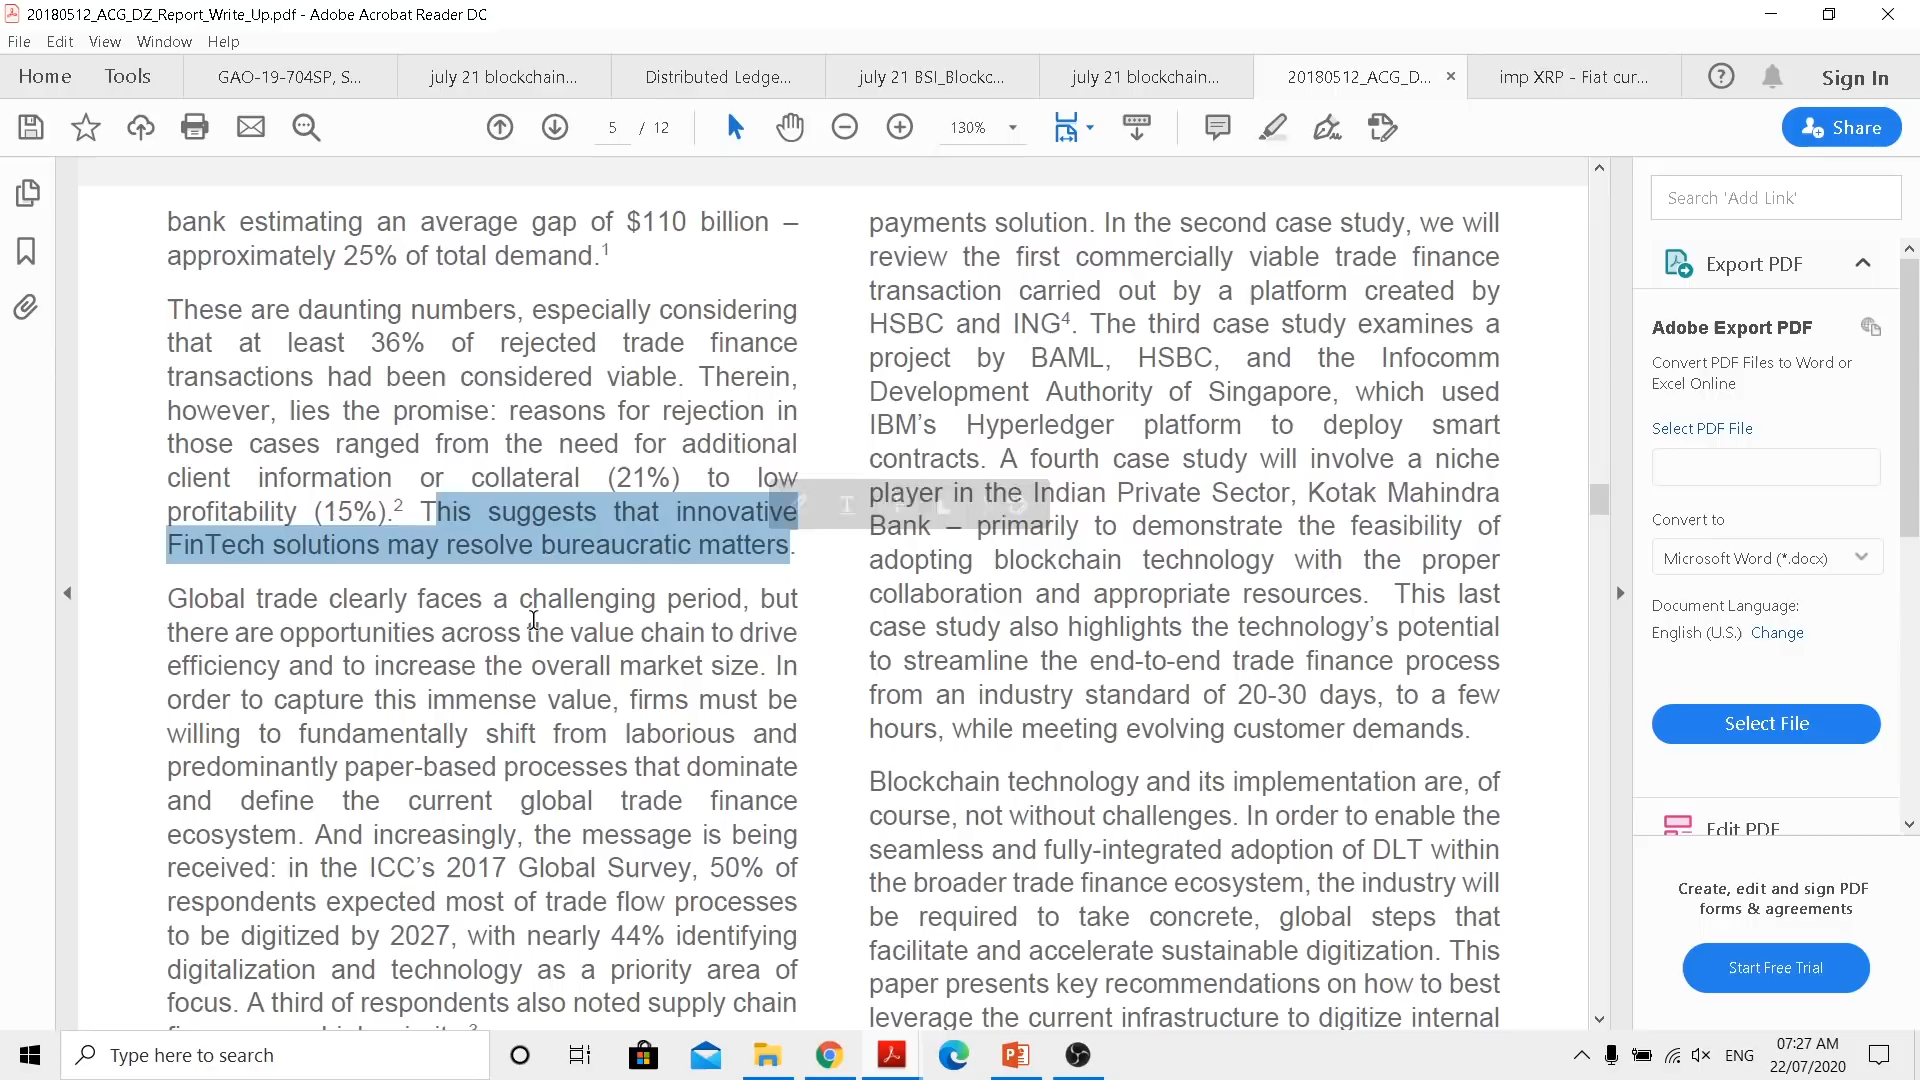 20180512_ACG_DZ_Report_Write_Up.pdf - Adobe Acrobat Reader DC
File Edit View Window Help
Home Tools GAO-19-704SP, S... july 21 blockchain... Distributed Ledge... july 21 BSI_Blockc... july 21 blockchain... 20180512_ACG_D... × imp XRP - Fiat cur... Sign In
5 / 12 130% Share
bank estimating an average gap of $110 billion –
approximately 25% of total demand.1
These are daunting numbers, especially considering
that at least 36% of rejected trade finance
transactions had been considered viable. Therein,
however, lies the promise: reasons for rejection in
those cases ranged from the need for additional
client information or collateral (21%) to low
profitability (15%).2 This suggests that innovative
FinTech solutions may resolve bureaucratic matters.
Global trade clearly faces a challenging period, but
there are opportunities across the value chain to drive
efficiency and to increase the overall market size. In
order to capture this immense value, firms must be
willing to fundamentally shift from laborious and
predominantly paper-based processes that dominate
and define the current global trade finance
ecosystem. And increasingly, the message is being
received: in the ICC's 2017 Global Survey, 50% of
respondents expected most of trade flow processes
to be digitized by 2027, with nearly 44% identifying
digitalization and technology as a priority area of
focus. A third of respondents also noted supply chain
payments solution. In the second case study, we will
review the first commercially viable trade finance
transaction carried out by a platform created by
HSBC and ING4. The third case study examines a
project by BAML, HSBC, and the Infocomm
Development Authority of Singapore, which used
IBM's Hyperledger platform to deploy smart
contracts. A fourth case study will involve a niche
player in the Indian Private Sector, Kotak Mahindra
Bank – primarily to demonstrate the feasibility of
adopting blockchain technology with the proper
collaboration and appropriate resources. This last
case study also highlights the technology's potential
to streamline the end-to-end trade finance process
from an industry standard of 20-30 days, to a few
hours, while meeting evolving customer demands.
Blockchain technology and its implementation are, of
course, not without challenges. In order to enable the
seamless and fully-integrated adoption of DLT within
the broader trade finance ecosystem, the industry will
be required to take concrete, global steps that
facilitate and accelerate sustainable digitization. This
paper presents key recommendations on how to best
leverage the current infrastructure to digitize internal
Search 'Add Link'
Export PDF
Adobe Export PDF
Convert PDF Files to Word or
Excel Online
Select PDF File
Convert to
Microsoft Word (*.docx)
Document Language:
English (U.S.) Change
Select File
Edit PDF
Create, edit and sign PDF
forms & agreements
Start Free Trial
Type here to search
ENG
07:27 AM
22/07/2020